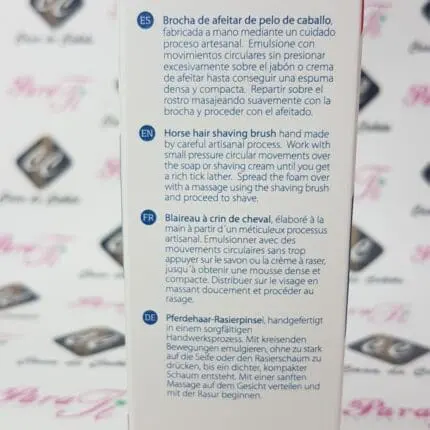 ES Brocha de afeitar de pelo de caballo,
fabricada a mano mediante un cuidado
proceso artesanal. Emulsione con
movimientos circulares sin presionar
excesivamente sobre el jabón o crema
de afeitar hasta conseguir una espuma
densa y compacta. Repartir sobre el
rostro masajeando suavemente con la
brocha y proceder con el afeitado.
EN Horse hair shaving brush hand made
by careful artisanal process. Work with
small pressure circular movements over
the soap or shaving cream until you get
a rich tick lather. Spread the foam over
with a massage using the shaving brush
and proceed to shave.
FR Blaireau à crin de cheval, élaboré à la
main à partir d´un méticuleux processus
artisanal. Emulsionner avec des
mouvements circulaires sans trop
appuyer sur le savon ou la crème à raser,
jusqu´à obtenir une mousse dense et
compacte. Distribuer sur le visage en
massant doucement et procéder au
rasage.
DE Pferdehaar-Rasierpinsel, handgefertigt
in einem sorgfältigen
Handwerksprozess. Mit kreisenden
Bewegungen emulgieren, ohne zu stark
auf die Seife oder den Rasierschaum zu
drücken, bis ein dichter, kompakter
Schaum entsteht. Mit einer sanften
Massage auf dem Gesicht verteilen und
mit der Rasur beginnen.
Para